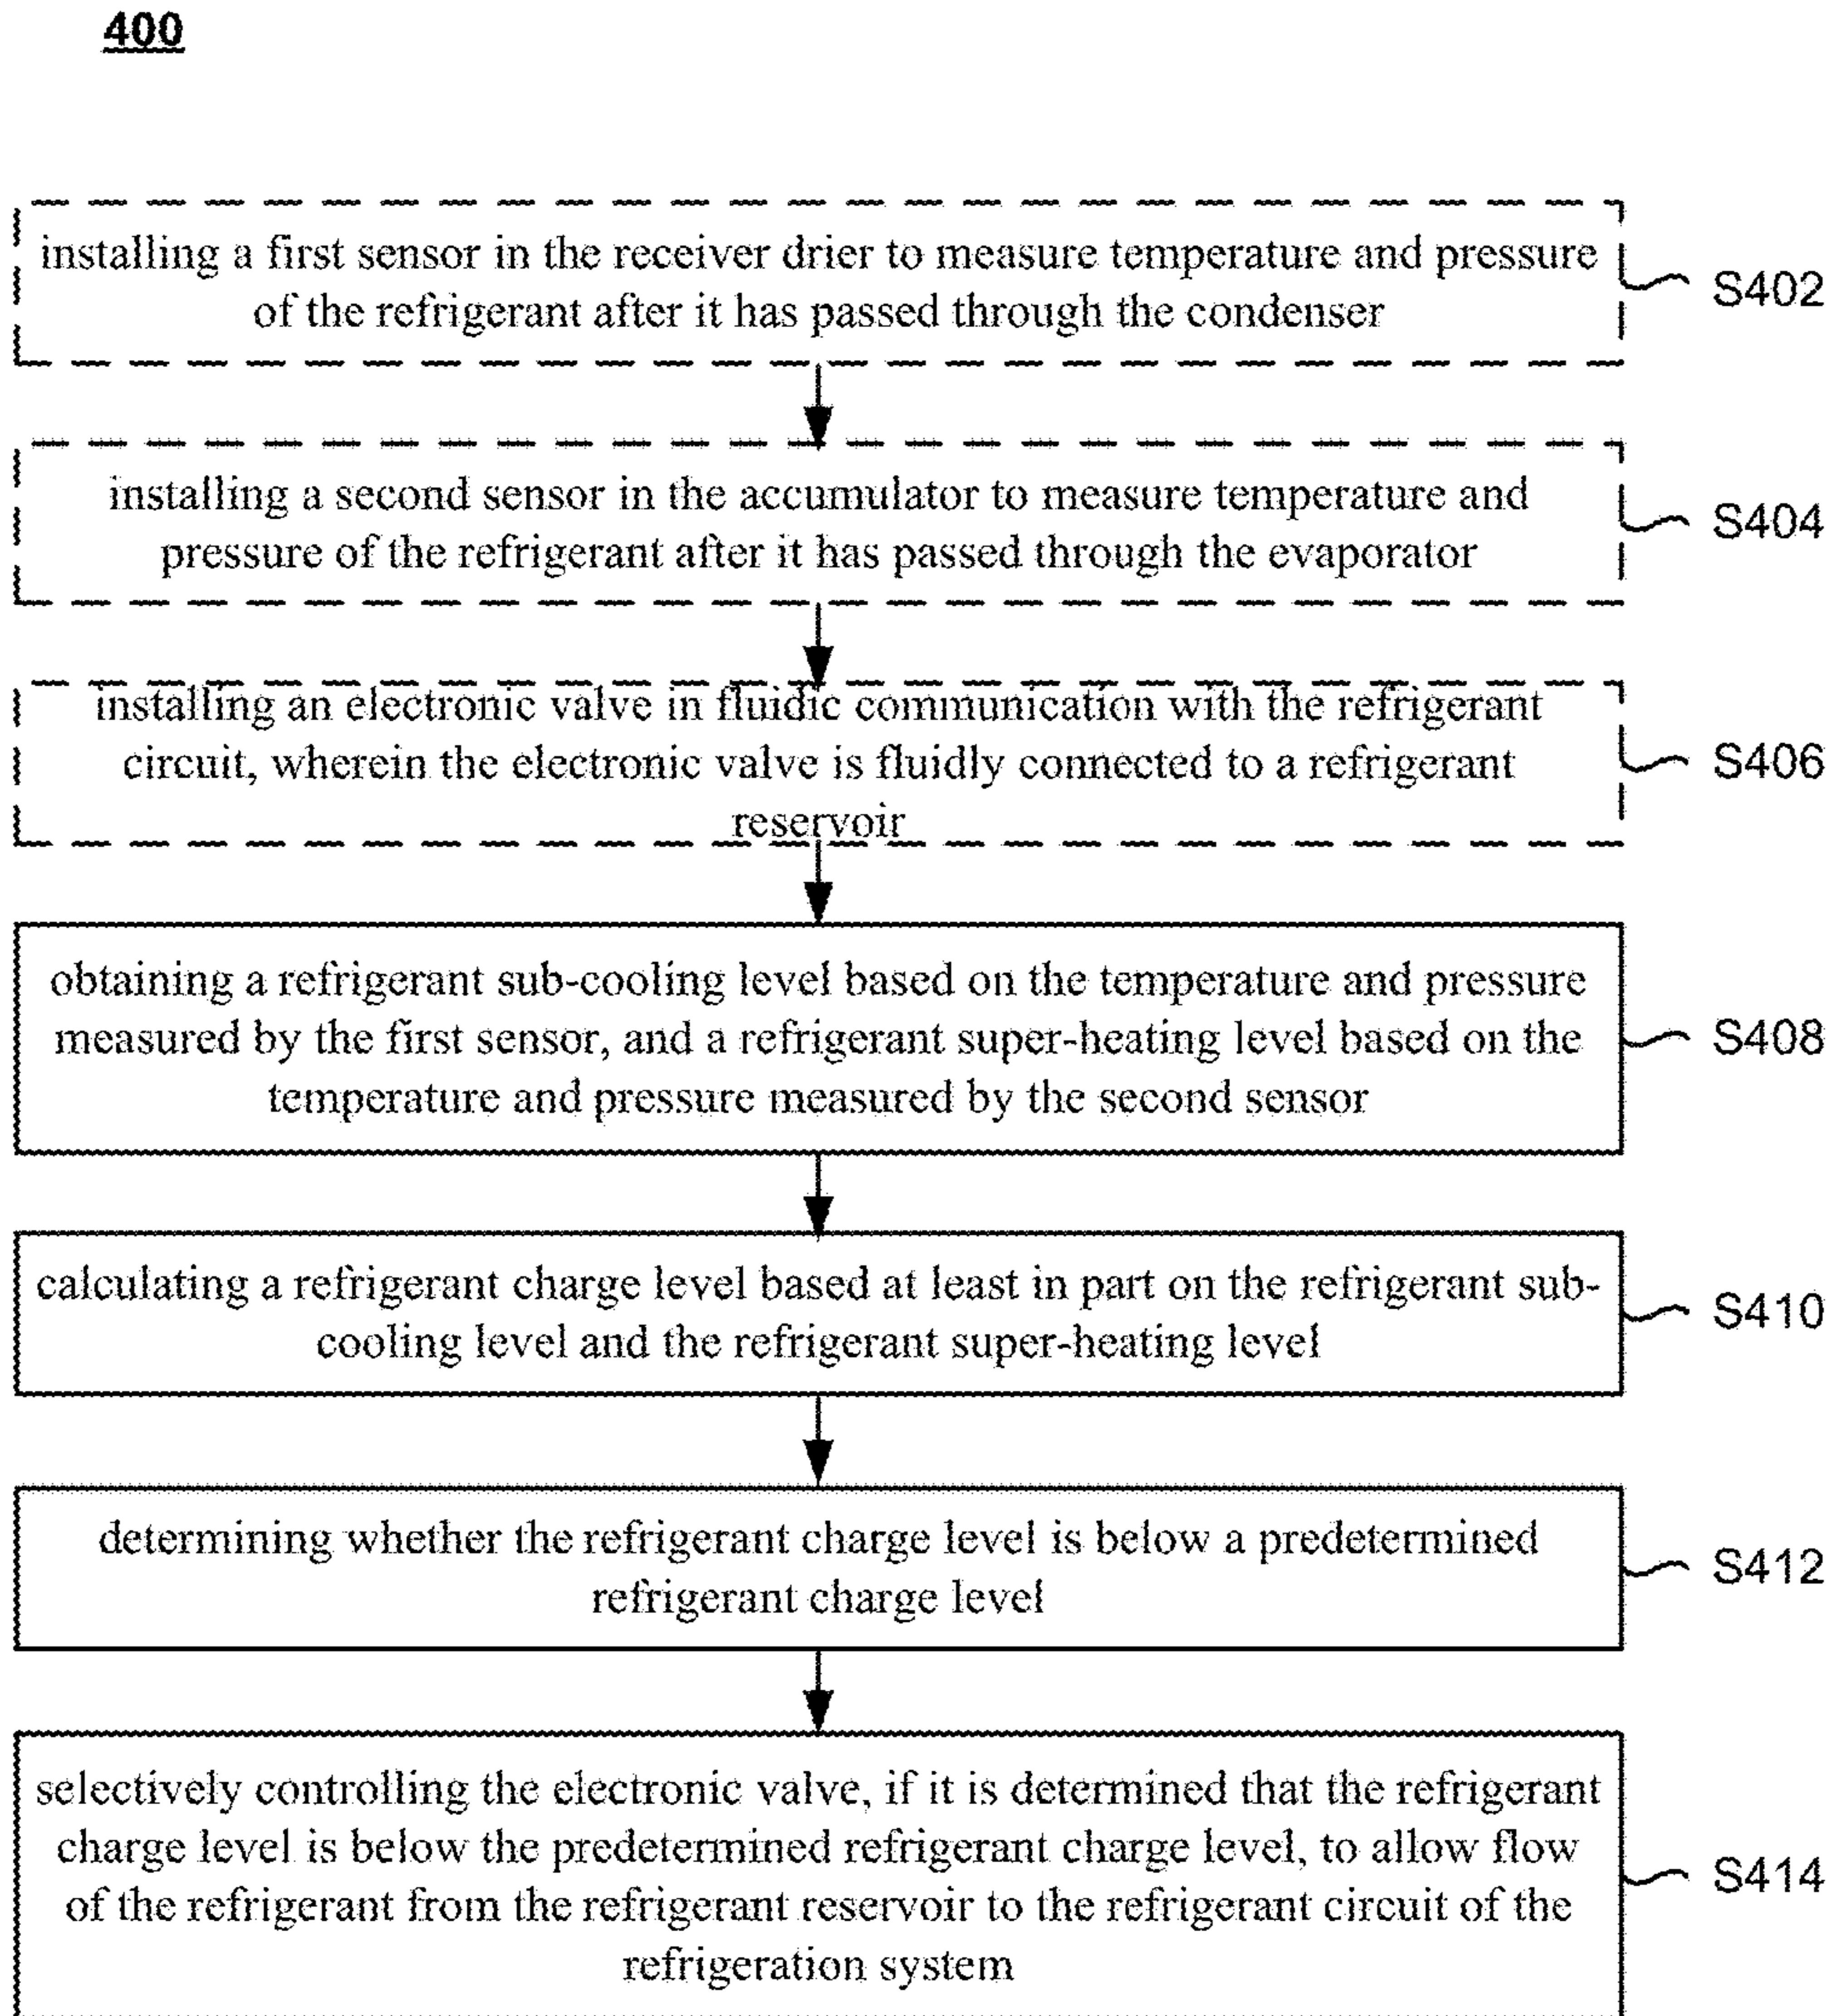 400
installing a first sensor in the receiver drier to measure temperature and pressure
of the refrigerant after it has passed through the condenser
S402
installing a second sensor in the accumulator to measure temperature and
pressure of the refrigerant after it has passed through the evaporator
S404
installing an electronic valve in fluidic communication with the refrigerant
circuit, wherein the electronic valve is fluidly connected to a refrigerant
reservoir
S406
obtaining a refrigerant sub-cooling level based on the temperature and pressure
measured by the first sensor, and a refrigerant super-heating level based on the
temperature and pressure measured by the second sensor
S408
calculating a refrigerant charge level based at least in part on the refrigerant sub-
cooling level and the refrigerant super-heating level
S410
determining whether the refrigerant charge level is below a predetermined
refrigerant charge level
S412
selectively controlling the electronic valve, if it is determined that the refrigerant
charge level is below the predetermined refrigerant charge level, to allow flow
of the refrigerant from the refrigerant reservoir to the refrigerant circuit of the
refrigeration system
S414